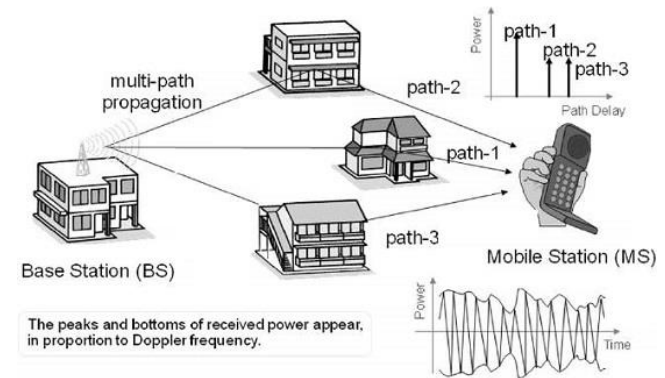 Power
path-1
path-2
path-3
Path Delay
multi-path
propagation
path-2
path-1
path-3
Base Station (BS)
Mobile Station (MS)
The peaks and bottoms of received power appear,
in proportion to Doppler frequency.
Power
Time